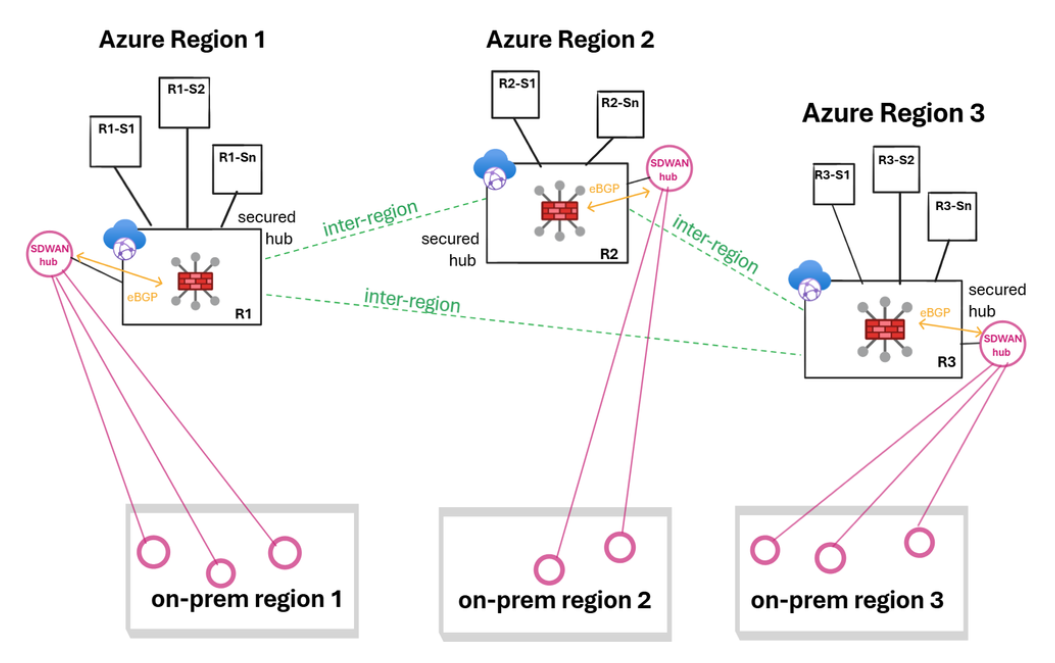 Azure Region 1
Azure Region 2
Azure Region 3
R1-S1
R1-S2
R1-Sn
secured
hub
SDWAN
hub
eBGP
R1
inter-region
inter-region
R2-S1
R2-Sn
SDWAN
hub
eBGP
secured
hub
R2
inter-region
R3-S1
R3-S2
R3-Sn
secured
hub
eBGP
SDWAN
hub
R3
on-prem region 1
on-prem region 2
on-prem region 3